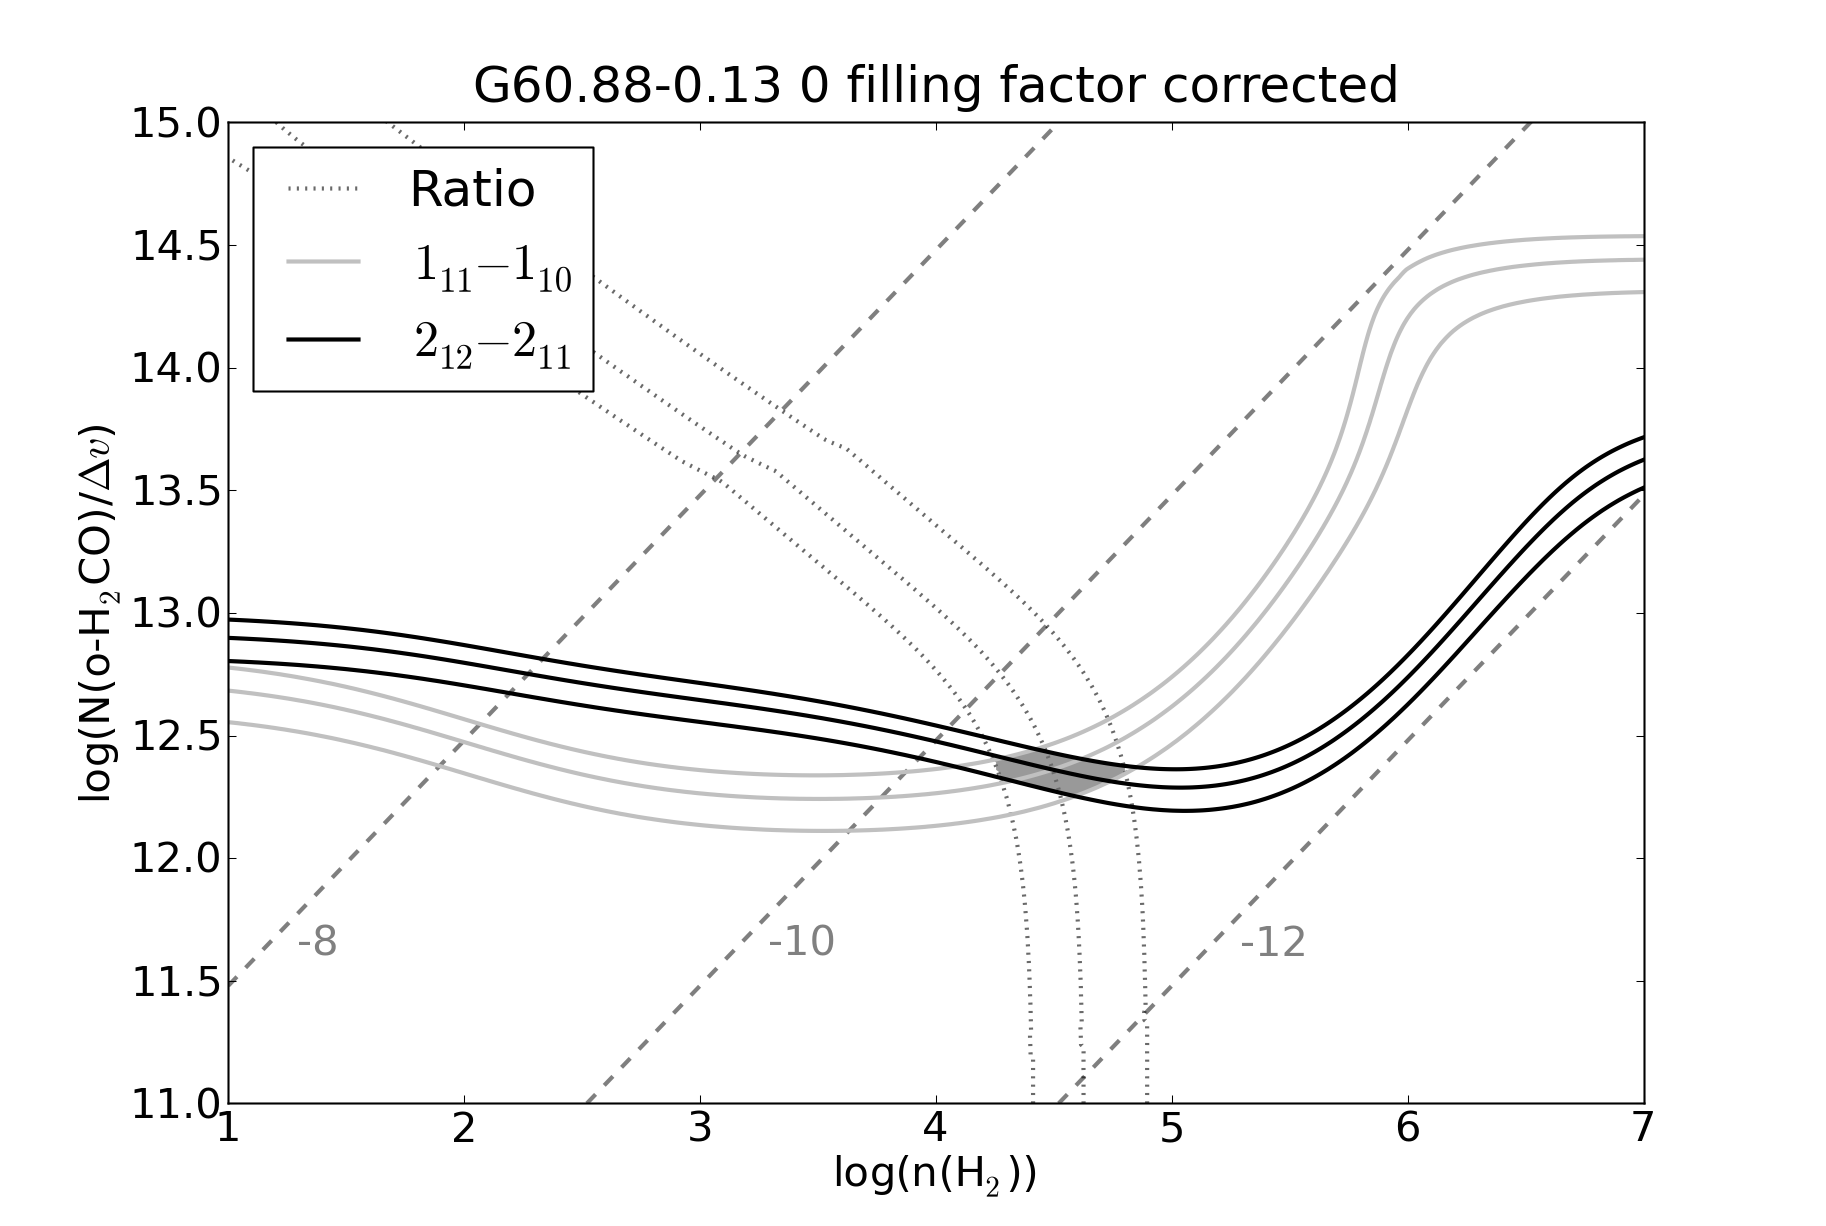 G60.88-0.13 0 filling factor corrected
15.0
14.5
14.0
13.5
13.0
12.5
12.0
11.5
11.0
log(N(o-H₂CO)/Δv)
Ratio
1₁₁−1₁₀
2₁₂−2₁₁
-8
-10
-12
1 2 3 4 5 6 7
log(n(H₂))